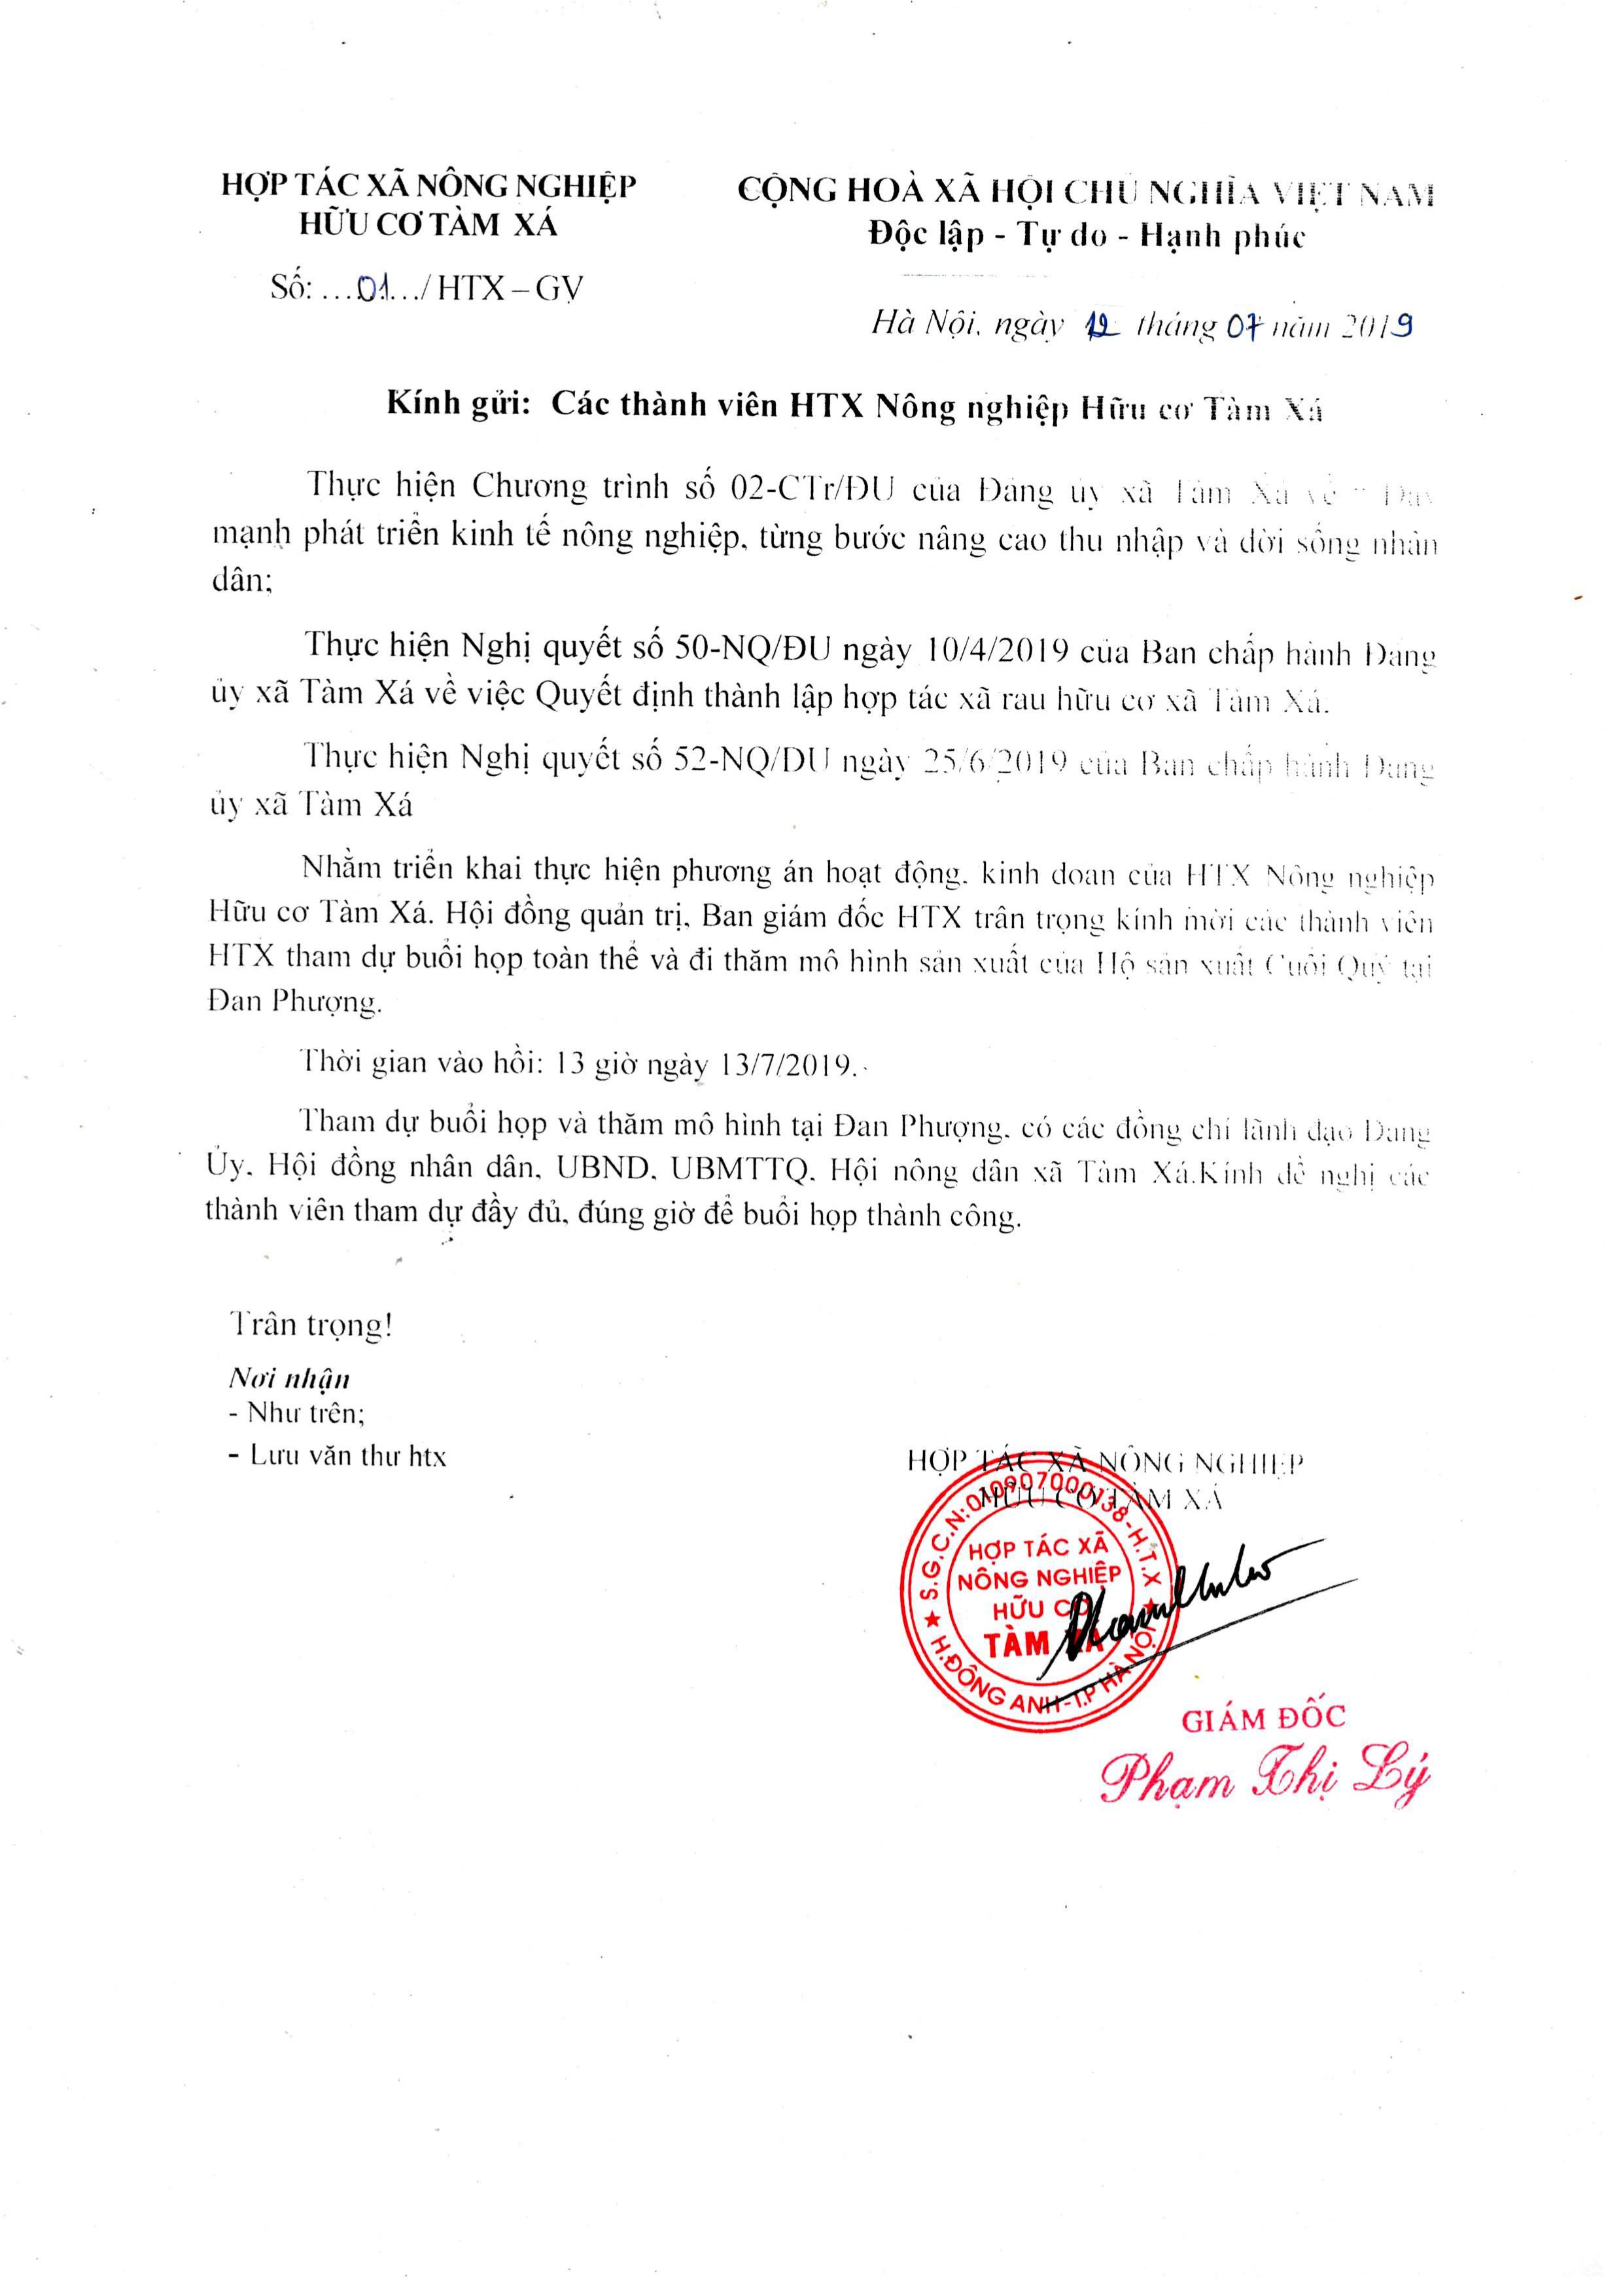 HỢP TÁC XÃ NÔNG NGHIỆP
HỮU CƠ TÀM XÁ
Số: ...01.../ HTX – GV
CỘNG HOÀ XÃ HỘI CHỦ NGHĨA VIỆT NAM
Độc lập - Tự do - Hạnh phúc
Hà Nội, ngày 12 tháng 07 năm 2019
Kính gửi: Các thành viên HTX Nông nghiệp Hữu cơ Tàm Xá
Thực hiện Chương trình số 02-CTr/ĐU của Đảng ủy xã Tàm Xá về " Đẩy
mạnh phát triển kinh tế nông nghiệp, từng bước nâng cao thu nhập và đời sống nhân
dân;
Thực hiện Nghị quyết số 50-NQ/ĐU ngày 10/4/2019 của Ban chấp hành Đảng
ủy xã Tàm Xá về việc Quyết định thành lập hợp tác xã rau hữu cơ xã Tàm Xá.
Thực hiện Nghị quyết số 52-NQ/ĐU ngày 25/6/2019 của Ban chấp hành Đảng
ủy xã Tàm Xá
Nhằm triển khai thực hiện phương án hoạt động, kinh doan của HTX Nông nghiệp
Hữu cơ Tàm Xá. Hội đồng quản trị, Ban giám đốc HTX trân trọng kính mời các thành viên
HTX tham dự buổi họp toàn thể và đi thăm mô hình sản xuất của Hộ sản xuất Cuối Quý tại
Đan Phượng.
Thời gian vào hồi: 13 giờ ngày 13/7/2019.
Tham dự buổi họp và thăm mô hình tại Đan Phượng, có các đồng chí lãnh đạo Đảng
Ủy, Hội đồng nhân dân, UBND, UBMTTQ, Hội nông dân xã Tàm Xá.Kính đề nghị các
thành viên tham dự đầy đủ, đúng giờ để buổi họp thành công.
Trân trọng!
Nơi nhận
- Như trên;
- Lưu văn thư htx
HỢP TÁC XÃ NÔNG NGHIỆP
HỮU CƠ TÀM XÁ
S.G.C.N:010907000138-H.T.X
HỢP TÁC XÃ
NÔNG NGHIỆP
HỮU CƠ
TÀM XÁ
H.ĐÔNG ANH-T.P HÀ NỘI
GIÁM ĐỐC
Phạm Thị Lý